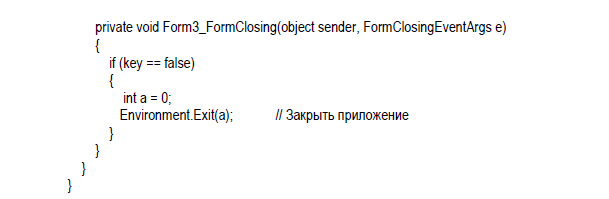 private void Form3_FormClosing(object sender, FormClosingEventArgs e)
{
if (key == false)
{
int a = 0;
Environment.Exit(a); // Закрыть приложение
}
}
}
}